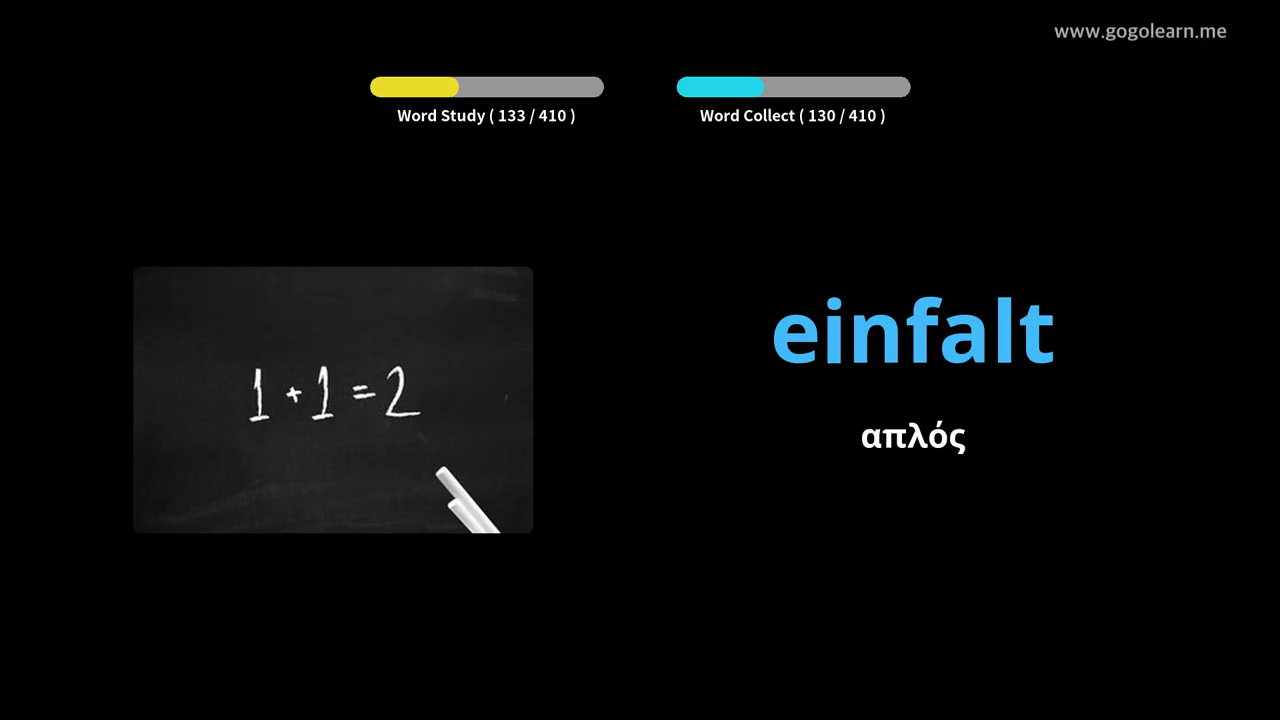 www.gogolearn.me
Word Study ( 133 / 410 )
Word Collect ( 130 / 410 )
1 + 1 = 2
einfalt
απλός